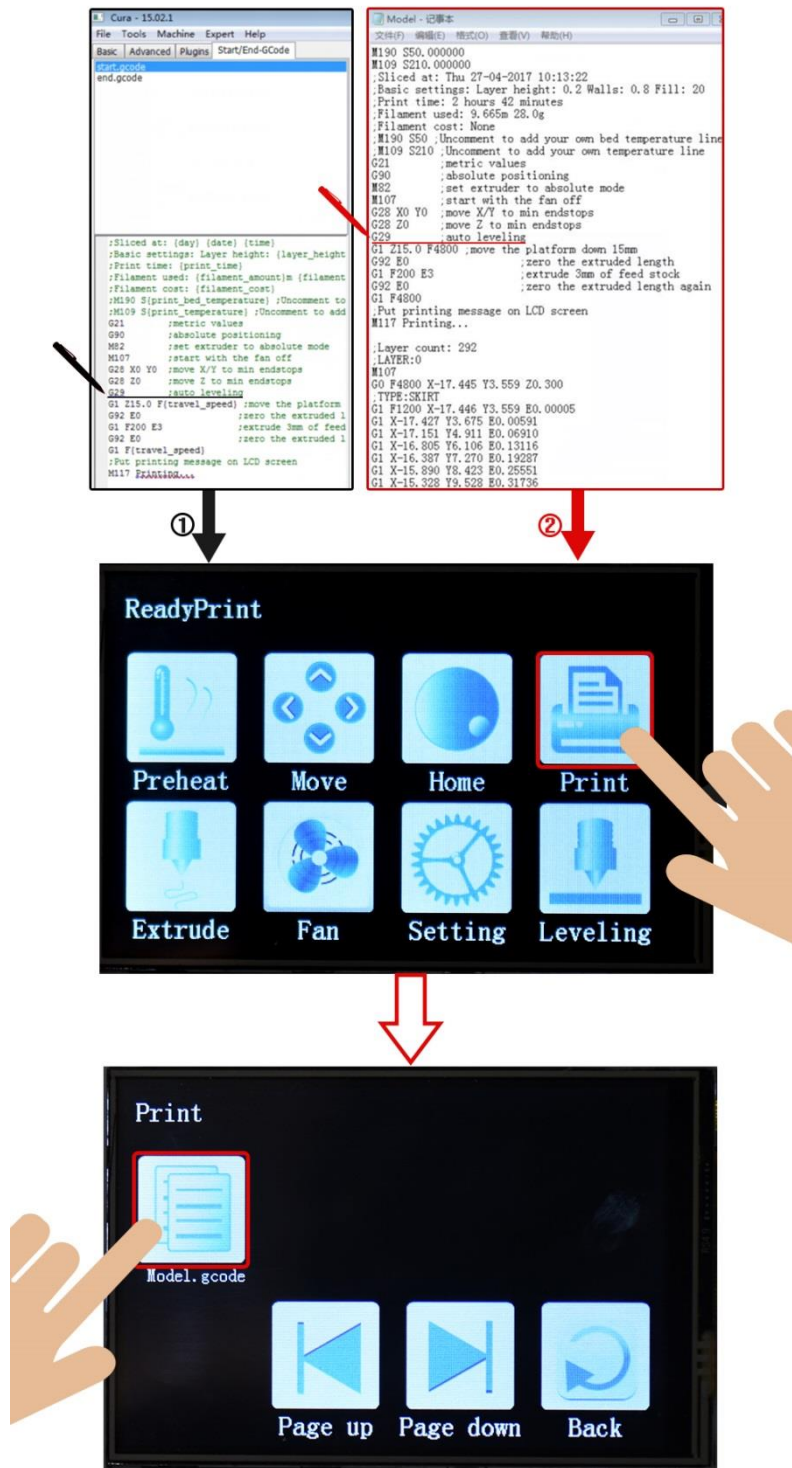 Cura - 15.02.1
File Tools Machine Expert Help
Basic Advanced Plugins Start/End-GCode
start.gcode
end.gcode
;Sliced at: {day} {date} {time}
;Basic settings: Layer height: {layer_height
;Print time: {print_time}
;Filament used: {filament_amount}m {filament
;Filament cost: {filament_cost}
;M190 S{print_bed_temperature} ;Uncomment to
;M109 S{print_temperature} ;Uncomment to add
G21 ;metric values
G90 ;absolute positioning
M82 ;set extruder to absolute mode
M107 ;start with the fan off
G28 X0 Y0 ;move X/Y to min endstops
G28 Z0 ;move Z to min endstops
G29 ;auto leveling
G1 Z15.0 F{travel_speed} ;move the platform
G92 E0 ;zero the extruded l
G1 F200 E3 ;extrude 3mm of feed
G92 E0 ;zero the extruded l
G1 F{travel_speed}
;Put printing message on LCD screen
M117 Printing...
Model - 记事本
文件(F) 编辑(E) 格式(O) 查看(V) 帮助(H)
M190 S50.000000
M109 S210.000000
;Sliced at: Thu 27-04-2017 10:13:22
;Basic settings: Layer height: 0.2 Walls: 0.8 Fill: 20
;Print time: 2 hours 42 minutes
;Filament used: 9.665m 28.0g
;Filament cost: None
;M190 S50 ;Uncomment to add your own bed temperature line
;M109 S210 ;Uncomment to add your own temperature line
G21 ;metric values
G90 ;absolute positioning
M82 ;set extruder to absolute mode
M107 ;start with the fan off
G28 X0 Y0 ;move X/Y to min endstops
G28 Z0 ;move Z to min endstops
G29 ;auto leveling
G1 Z15.0 F4800 ;move the platform down 15mm
G92 E0 ;zero the extruded length
G1 F200 E3 ;extrude 3mm of feed stock
G92 E0 ;zero the extruded length again
G1 F4800
;Put printing message on LCD screen
M117 Printing...
;Layer count: 292
;LAYER:0
M107
G0 F4800 X-17.445 Y3.559 Z0.300
;TYPE:SKIRT
G1 F1200 X-17.446 Y3.559 E0.00005
G1 X-17.427 Y3.675 E0.00591
G1 X-17.151 Y4.911 E0.06910
G1 X-16.805 Y6.106 E0.13116
G1 X-16.387 Y7.270 E0.19287
G1 X-15.890 Y8.423 E0.25551
G1 X-15.328 Y9.528 E0.31736
① ②
ReadyPrint
Preheat Move Home Print
Extrude Fan Setting Leveling
Print
Model.gcode
Page up Page down Back